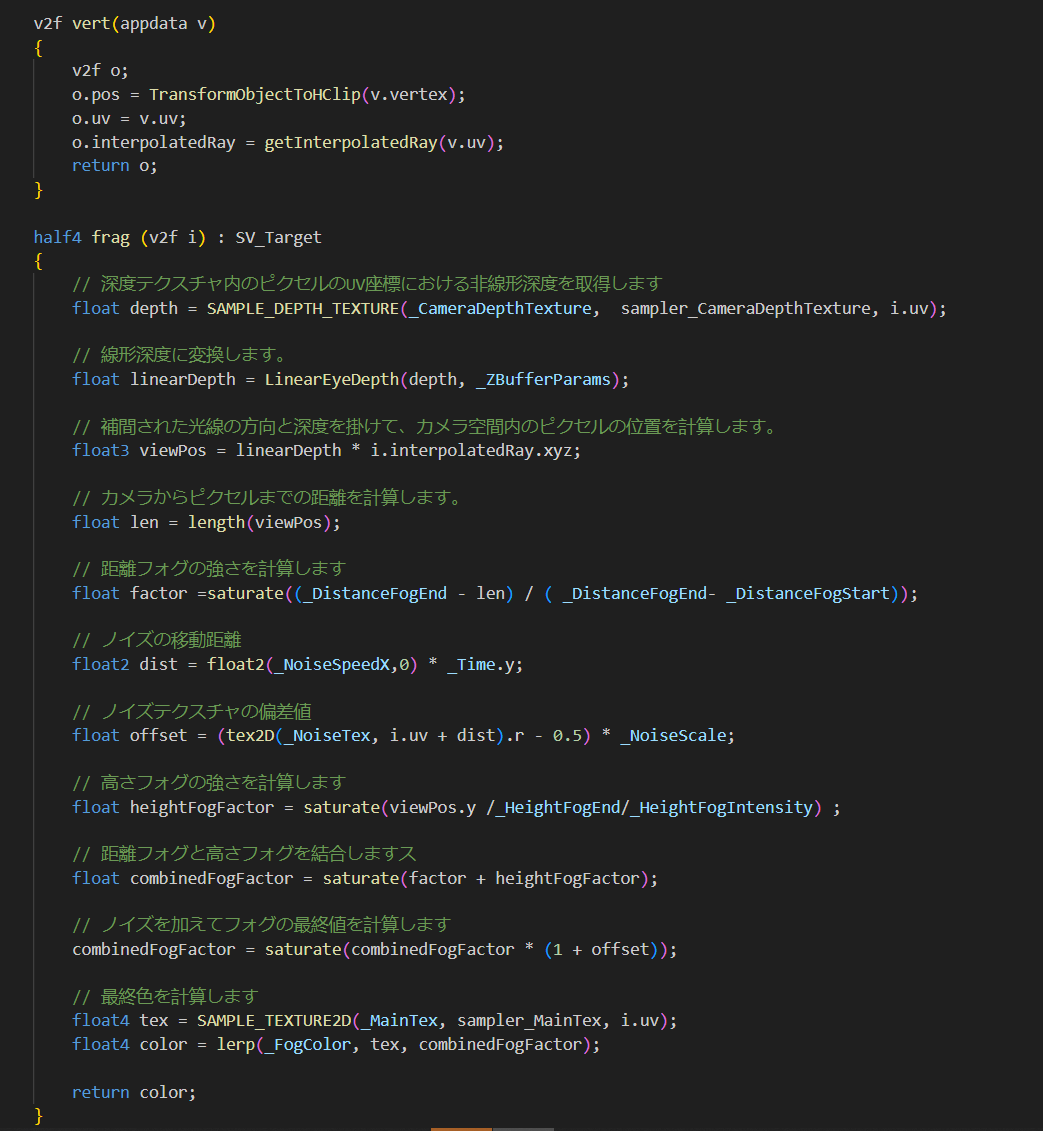 v2f vert(appdata v)
{
    v2f o;
    o.pos = TransformObjectToHClip(v.vertex);
    o.uv = v.uv;
    o.interpolatedRay = getInterpolatedRay(v.uv);
    return o;
}

half4 frag (v2f i) : SV_Target
{
    // 深度テクスチャ内のピクセルのUV座標における非線形深度を取得します
    float depth = SAMPLE_DEPTH_TEXTURE(_CameraDepthTexture,  sampler_CameraDepthTexture, i.uv);

    // 線形深度に変換します。
    float linearDepth = LinearEyeDepth(depth, _ZBufferParams);

    // 補間された光線の方向と深度を掛けて、カメラ空間内のピクセルの位置を計算します。
    float3 viewPos = linearDepth * i.interpolatedRay.xyz;

    // カメラからピクセルまでの距離を計算します。
    float len = length(viewPos);

    // 距離フォグの強さを計算します
    float factor =saturate((_DistanceFogEnd - len) / ( _DistanceFogEnd- _DistanceFogStart));

    // ノイズの移動距離
    float2 dist = float2(_NoiseSpeedX,0) * _Time.y;

    // ノイズテクスチャの偏差値
    float offset = (tex2D(_NoiseTex, i.uv + dist).r - 0.5) * _NoiseScale;

    // 高さフォグの強さを計算します
    float heightFogFactor = saturate(viewPos.y /_HeightFogEnd/_HeightFogIntensity) ;

    // 距離フォグと高さフォグを結合しますス
    float combinedFogFactor = saturate(factor + heightFogFactor);

    // ノイズを加えてフォグの最終値を計算します
    combinedFogFactor = saturate(combinedFogFactor * (1 + offset));

    // 最終色を計算します
    float4 tex = SAMPLE_TEXTURE2D(_MainTex, sampler_MainTex, i.uv);
    float4 color = lerp(_FogColor, tex, combinedFogFactor);

    return color;
}